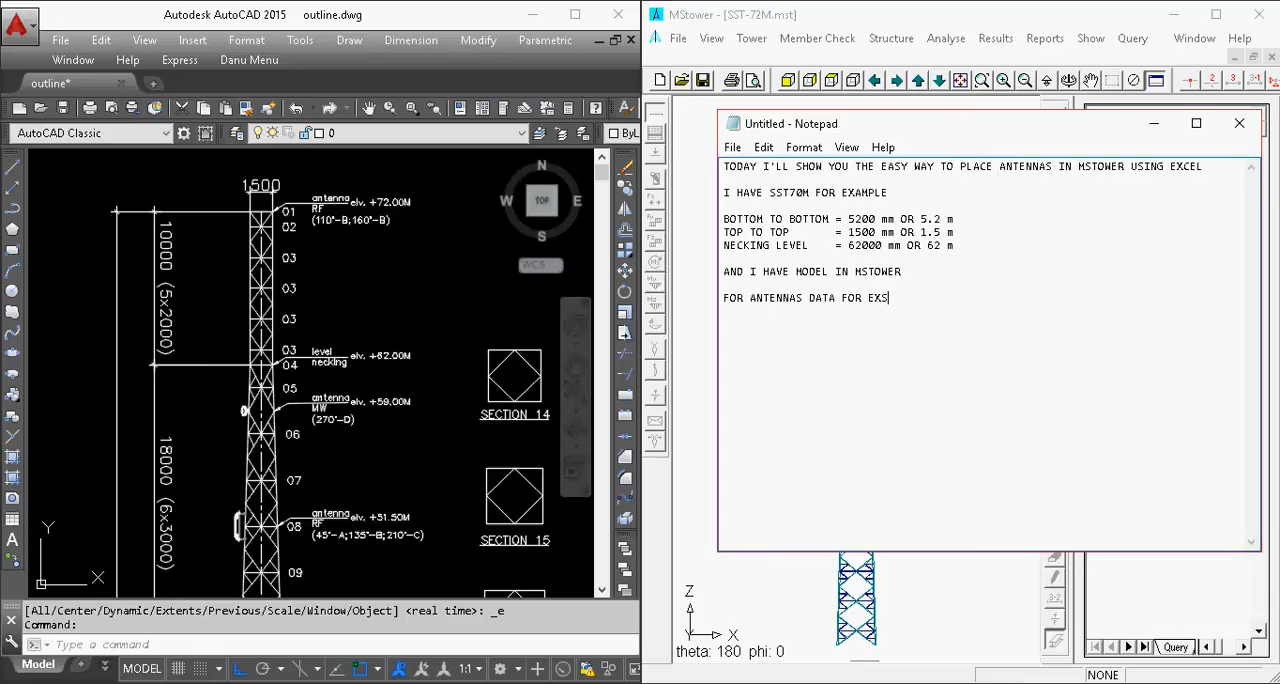 Autodesk AutoCAD 2015 outline.dwg
File Edit View Insert Format Tools Draw Dimension Modify Parametric
Window Help Express Danu Menu
outline*
AutoCAD Classic
0
ByL
1500
antenna elv. +72.00M
RF
(110°-B;160°-B)
01
02
03
03
03
03
04
05
06
07
08
09
10000 (5x2000)
18000 (6x3000)
level elv. +62.00M
necking
antenna elv. +59.00M
MW
(270°-D)
antenna elv. +51.50M
RF
(45°-A;135°-B;210°-C)
N
W TOP E
S
WCS
SECTION 14
SECTION 15
Y
X
[All/Center/Dynamic/Extents/Previous/Scale/Window/Object] <real time>: _e
Command:
Type a command
Model
MODEL
1:1
MStower - [SST-72M.mst]
File View Tower Member Check Structure Analyse Results Reports Show Query Window Help
Untitled - Notepad
File Edit Format View Help
TODAY I'LL SHOW YOU THE EASY WAY TO PLACE ANTENNAS IN MSTOWER USING EXCEL
I HAVE SST70M FOR EXAMPLE
BOTTOM TO BOTTOM = 5200 mm OR 5.2 m
TOP TO TOP = 1500 mm OR 1.5 m
NECKING LEVEL = 62000 mm OR 62 m
AND I HAVE MODEL IN MSTOWER
FOR ANTENNAS DATA FOR EXS
Z
Y X
theta: 180 phi: 0
Query
NONE